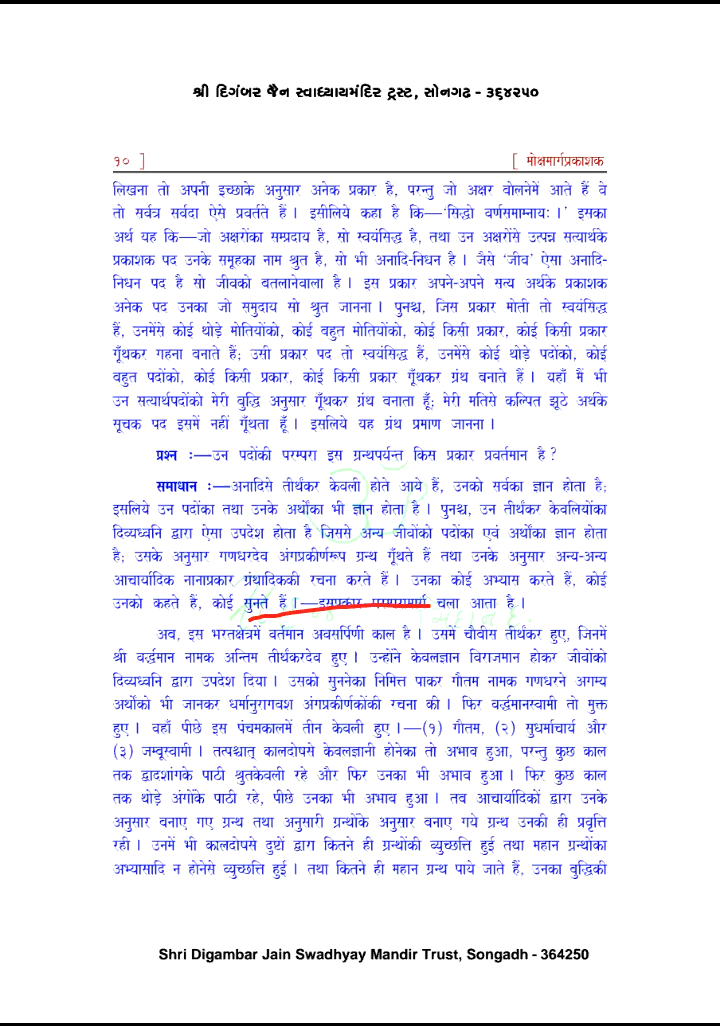 શ્રી દિગંબર જૈન સ્વાધ્યાયમંદિર ટ્રસ્ટ, સોનગઢ - ૩૬૪૨૫૦
१० ]
[ मोक्षमार्गप्रकाशक
लिखना तो अपनी इच्छाके अनुसार अनेक प्रकार है, परन्तु जो अक्षर बोलनेमें आते हैं वे
तो सर्वत्र सर्वदा ऐसे प्रवर्तते हैं । इसीलिये कहा है कि—‘सिद्धो वर्णसमाम्नायः ।’ इसका
अर्थ यह कि—जो अक्षरोंका सम्प्रदाय है, सो स्वयंसिद्ध है, तथा उन अक्षरोंसे उत्पन्न सत्यार्थके
प्रकाशक पद उनके समूहका नाम श्रुत है, सो भी अनादि-निधन है । जैसे ‘जीव’ ऐसा अनादि-
निधन पद है सो जीवको बतलानेवाला है । इस प्रकार अपने-अपने सत्य अर्थके प्रकाशक
अनेक पद उनका जो समुदाय सो श्रुत जानना । पुनश्च, जिस प्रकार मोती तो स्वयंसिद्ध
हैं, उनमेंसे कोई थोड़े मोतियोंको, कोई बहुत मोतियोंको, कोई किसी प्रकार, कोई किसी प्रकार
गूँथकर गहना बनाते हैं; उसी प्रकार पद तो स्वयंसिद्ध हैं, उनमेंसे कोई थोड़े पदोंको, कोई
बहुत पदोंको, कोई किसी प्रकार, कोई किसी प्रकार गूँथकर ग्रंथ बनाते हैं । यहाँ मैं भी
उन सत्यार्थपदोंको मेरी बुद्धि अनुसार गूँथकर ग्रंथ बनाता हूँ; मेरी मतिसे कल्पित झूठे अर्थके
सूचक पद इसमें नहीं गूँथता हूँ । इसलिये यह ग्रंथ प्रमाण जानना ।
प्रश्न :—उन पदोंकी परम्परा इस ग्रन्थपर्यन्त किस प्रकार प्रवर्तमान है ?
समाधान :—अनादिसे तीर्थंकर केवली होते आये हैं, उनको सर्वका ज्ञान होता है;
इसलिये उन पदोंका तथा उनके अर्थोंका भी ज्ञान होता है । पुनश्च, उन तीर्थंकर केवलियोंका
दिव्यध्वनि द्वारा ऐसा उपदेश होता है जिससे अन्य जीवोंको पदोंका एवं अर्थोंका ज्ञान होता
है; उसके अनुसार गणधरदेव अंगप्रकीर्णरूप ग्रन्थ गूँथते हैं तथा उनके अनुसार अन्य-अन्य
आचार्यादिक नानाप्रकार ग्रंथादिककी रचना करते हैं । उनका कोई अभ्यास करते हैं, कोई
उनको कहते हैं, कोई सुनते हैं ।—इसप्रकार परम्परामार्ग चला आता है ।
अब, इस भरतक्षेत्रमें वर्तमान अवसर्पिणी काल है । उसमें चौबीस तीर्थंकर हुए, जिनमें
श्री वर्द्धमान नामक अन्तिम तीर्थंकरदेव हुए । उन्होंने केवलज्ञान विराजमान होकर जीवोंको
दिव्यध्वनि द्वारा उपदेश दिया । उसको सुननेका निमित्त पाकर गौतम नामक गणधरने अगम्य
अर्थोंको भी जानकर धर्मानुरागवश अंगप्रकीर्णकोंकी रचना की । फिर वर्द्धमानस्वामी तो मुक्त
हुए । वहाँ पीछे इस पंचमकालमें तीन केवली हुए ।—(१) गौतम, (२) सुधर्माचार्य और
(३) जम्बूस्वामी । तत्पश्चात् कालदोषसे केवलज्ञानी होनेका तो अभाव हुआ, परन्तु कुछ काल
तक द्वादशांगके पाठी श्रुतकेवली रहे और फिर उनका भी अभाव हुआ । फिर कुछ काल
तक थोड़े अंगोंके पाठी रहे, पीछे उनका भी अभाव हुआ । तब आचार्यादिकों द्वारा उनके
अनुसार बनाए गए ग्रन्थ तथा अनुसारी ग्रन्थोंके अनुसार बनाए गये ग्रन्थ उनकी ही प्रवृत्ति
रही । उनमें भी कालदोषसे दुष्टों द्वारा कितने ही ग्रन्थोंकी व्युच्छत्ति हुई तथा महान ग्रन्थोंका
अभ्यासादि न होनेसे व्युच्छत्ति हुई । तथा कितने ही महान ग्रन्थ पाये जाते हैं, उनका बुद्धिकी
Shri Digambar Jain Swadhyay Mandir Trust, Songadh - 364250